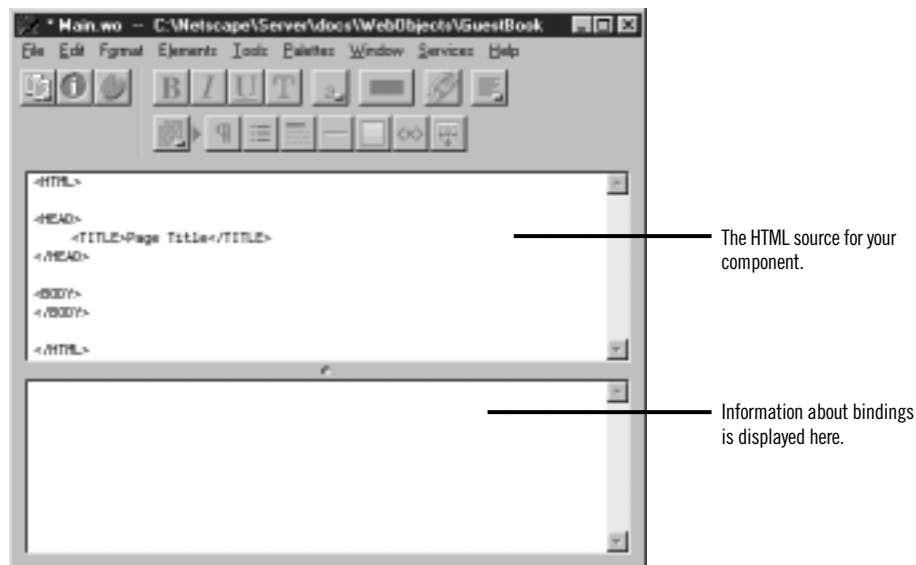 * Main.wo -- C:\Netscape\Server\docs\WebObjects\GuestBook
File Edit Format Elements Tools Palettes Window Services Help
B I U T a
<HTML>
<HEAD>
<TITLE>Page Title</TITLE>
</HEAD>
<BODY>
</BODY>
</HTML>
The HTML source for your
component.
Information about bindings
is displayed here.